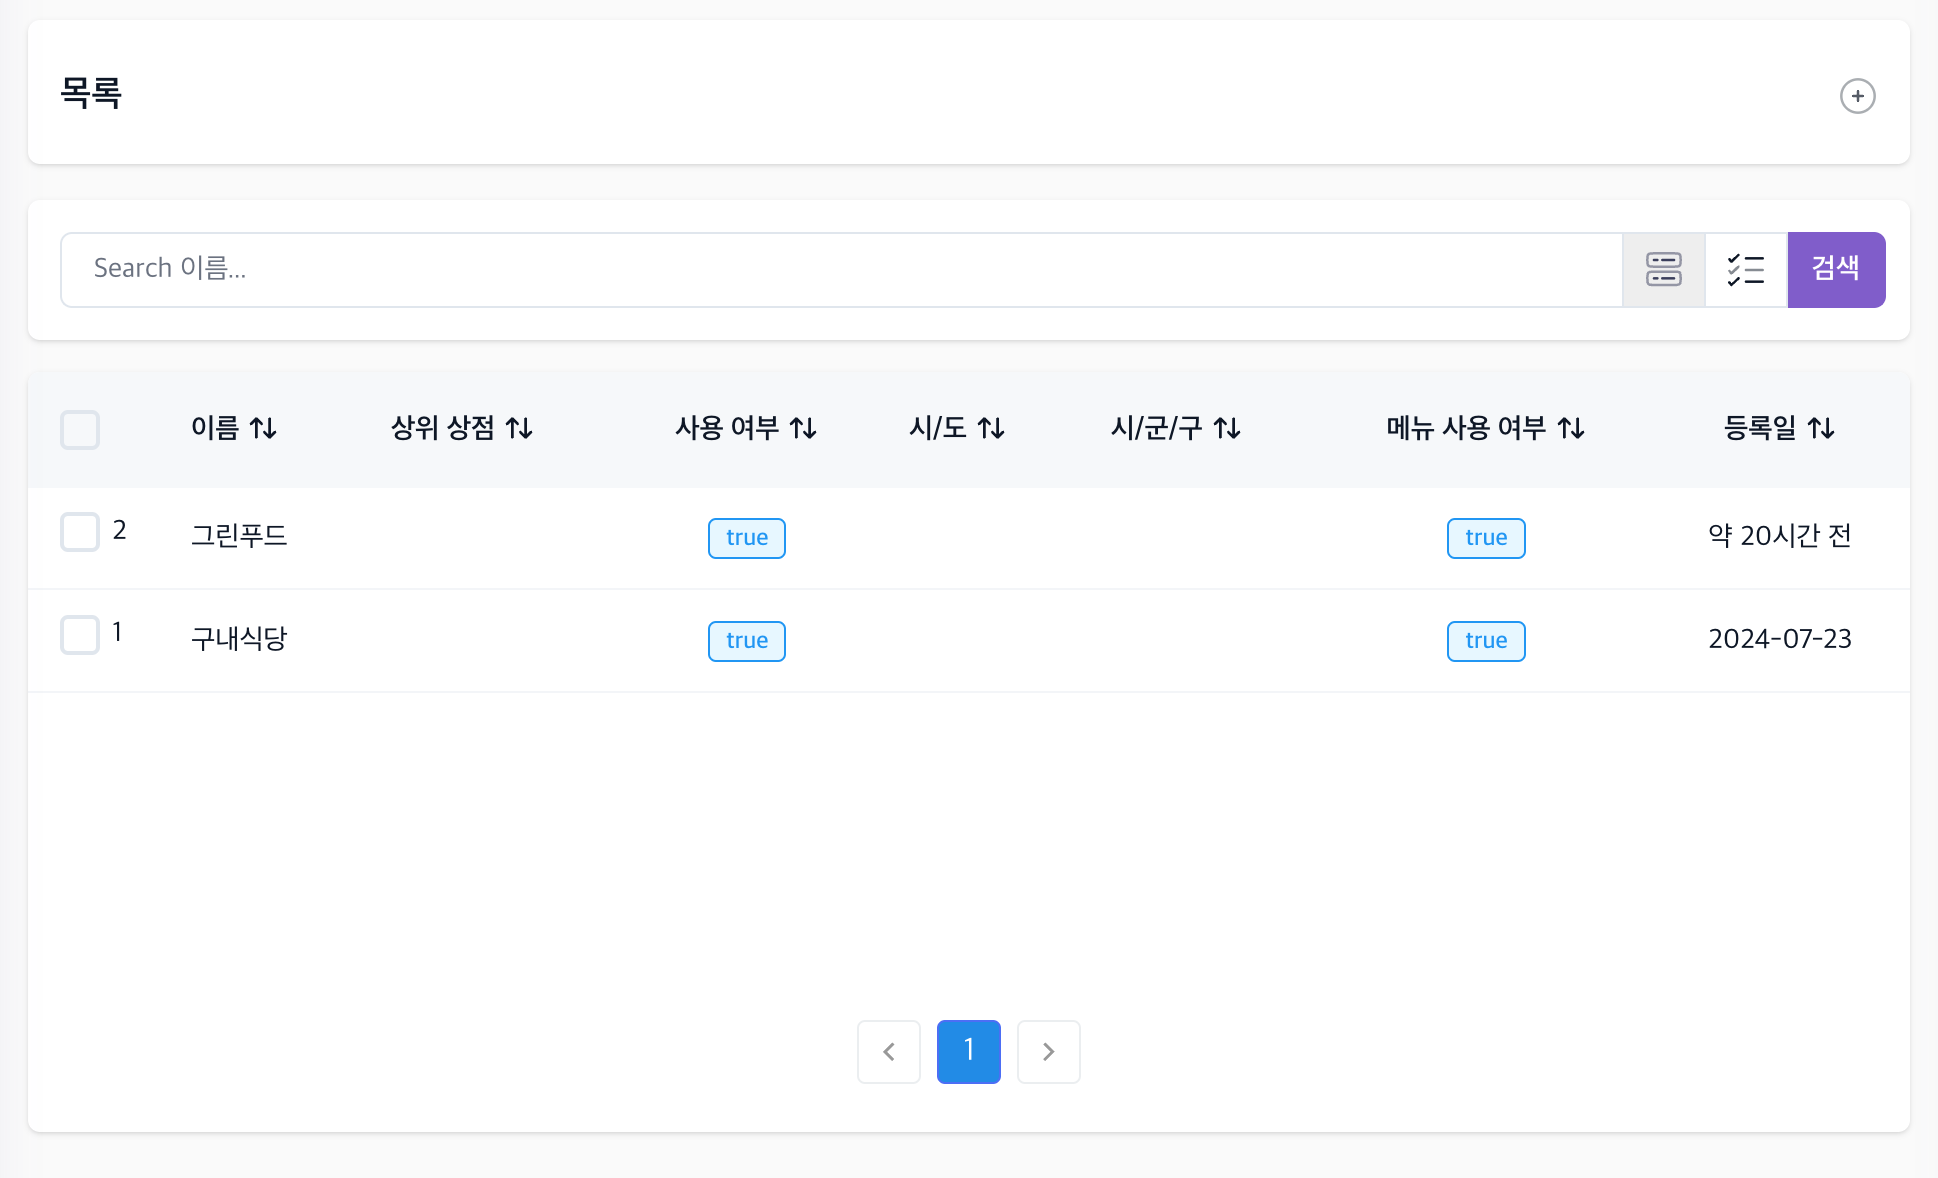 목록
Search 이름...
검색
이름 상위 상점 사용 여부 시/도 시/군/구 메뉴 사용 여부 등록일
2 그린푸드 true true 약 20시간 전
1 구내식당 true true 2024-07-23
1